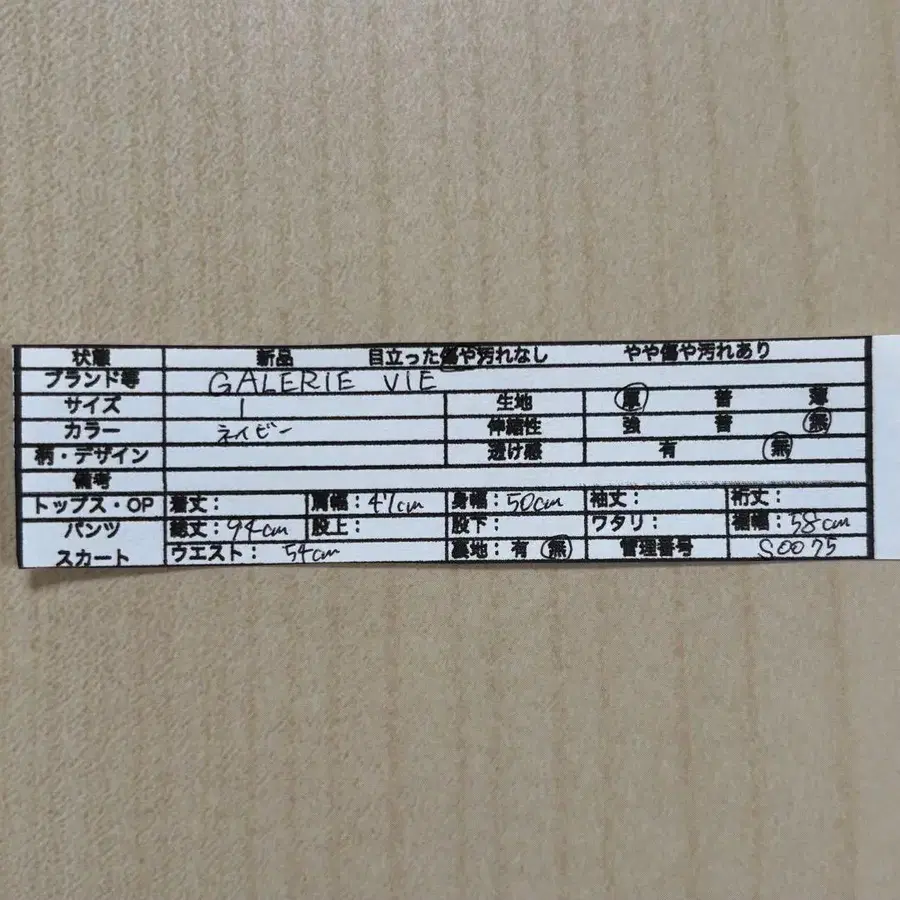 状態 新品 目立った傷や汚れなし やや傷や汚れあり
ブランド等 GALERIE VIE
サイズ 1 生地 厚 普 薄
カラー ネイビー 伸縮性 強 普 無
柄・デザイン 透け感 有 無
備考
トップス・OP 着丈: 肩幅:47cm 身幅:50cm 袖丈: 裄丈:
パンツ 総丈:94cm 股上: 股下: ワタリ: 裾幅:58cm
スカート ウエスト:54cm 裏地:有 無 管理番号 S0075